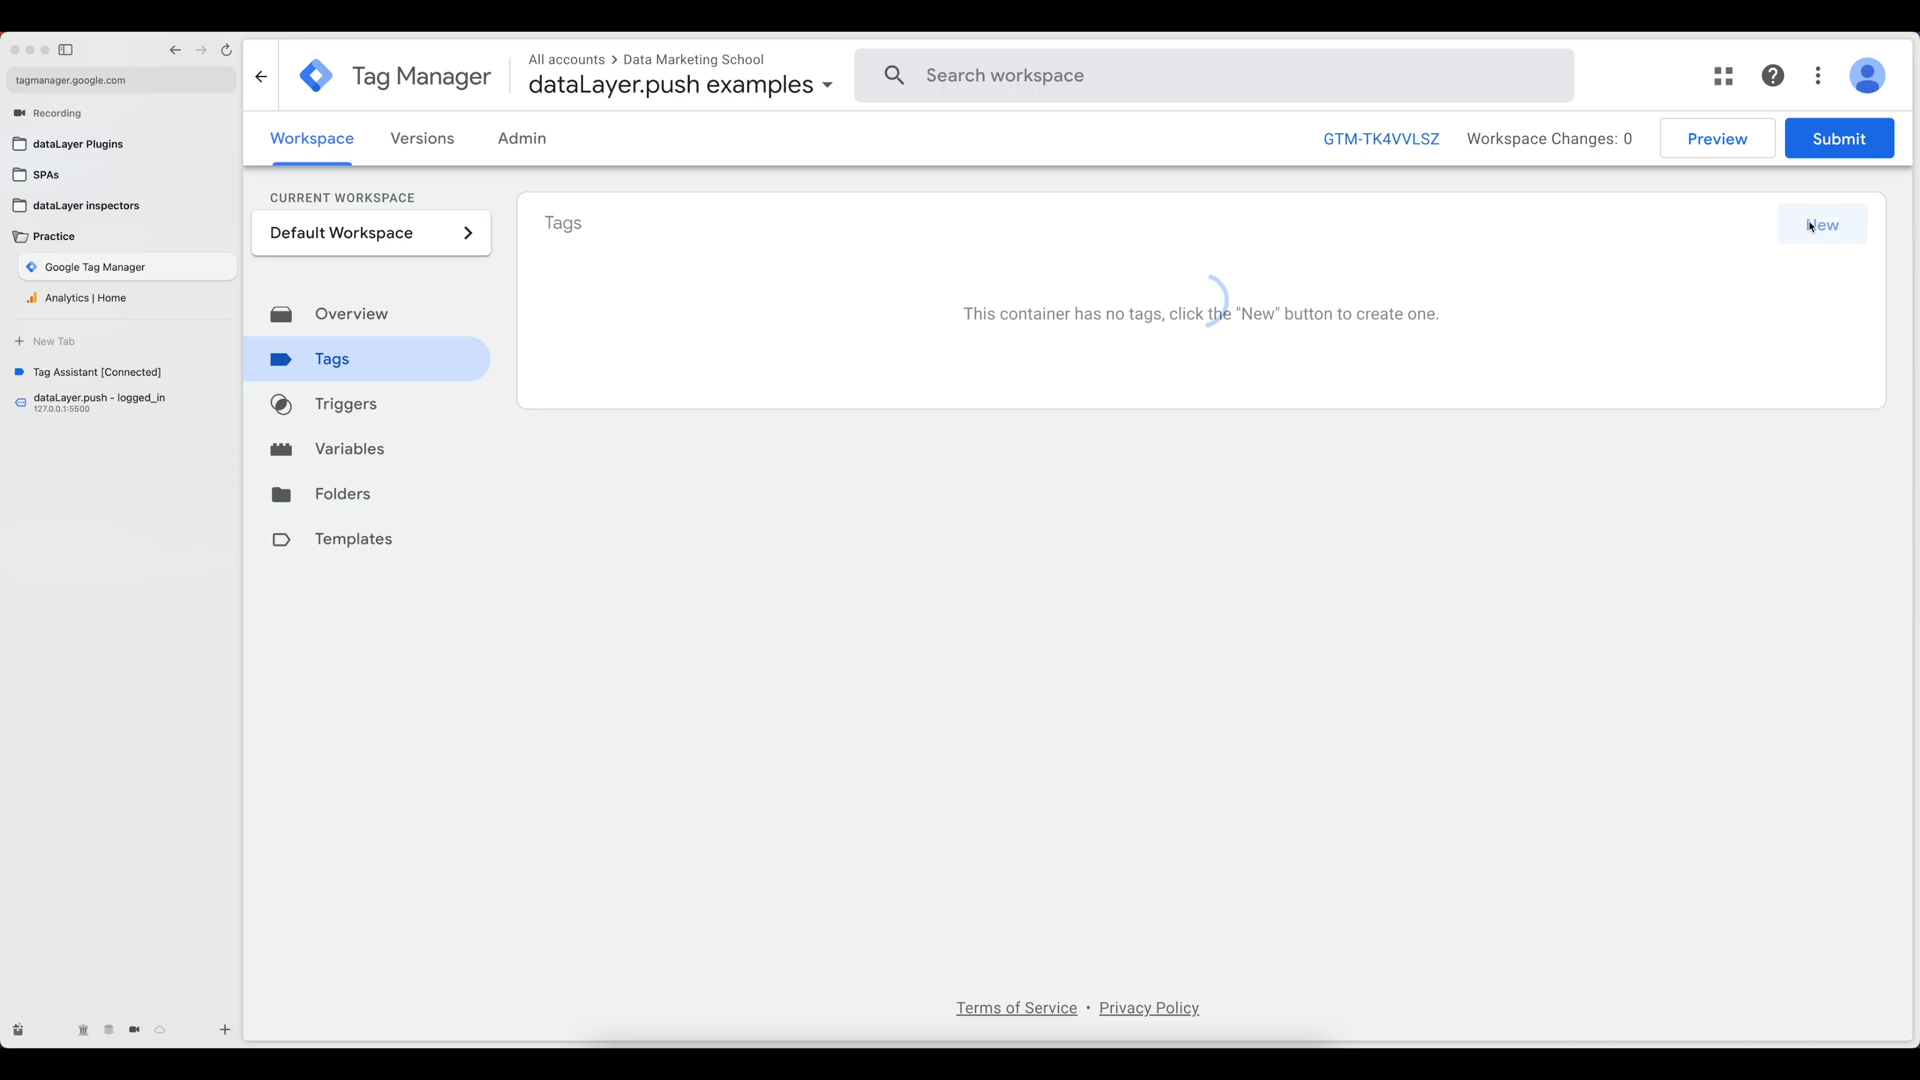 tagmanager.google.com
Recording
dataLayer Plugins
SPAs
dataLayer inspectors
Practice
Google Tag Manager
Analytics | Home
New Tab
Tag Assistant [Connected]
dataLayer.push - logged_in
127.0.0.1:5500
Tag Manager
All accounts > Data Marketing School
dataLayer.push examples
Search workspace
Workspace
Versions
Admin
GTM-TK4VVLSZ
Workspace Changes: 0
Preview
Submit
CURRENT WORKSPACE
Default Workspace
Overview
Tags
Triggers
Variables
Folders
Templates
Tags
New
This container has no tags, click the "New" button to create one.
Terms of Service • Privacy Policy